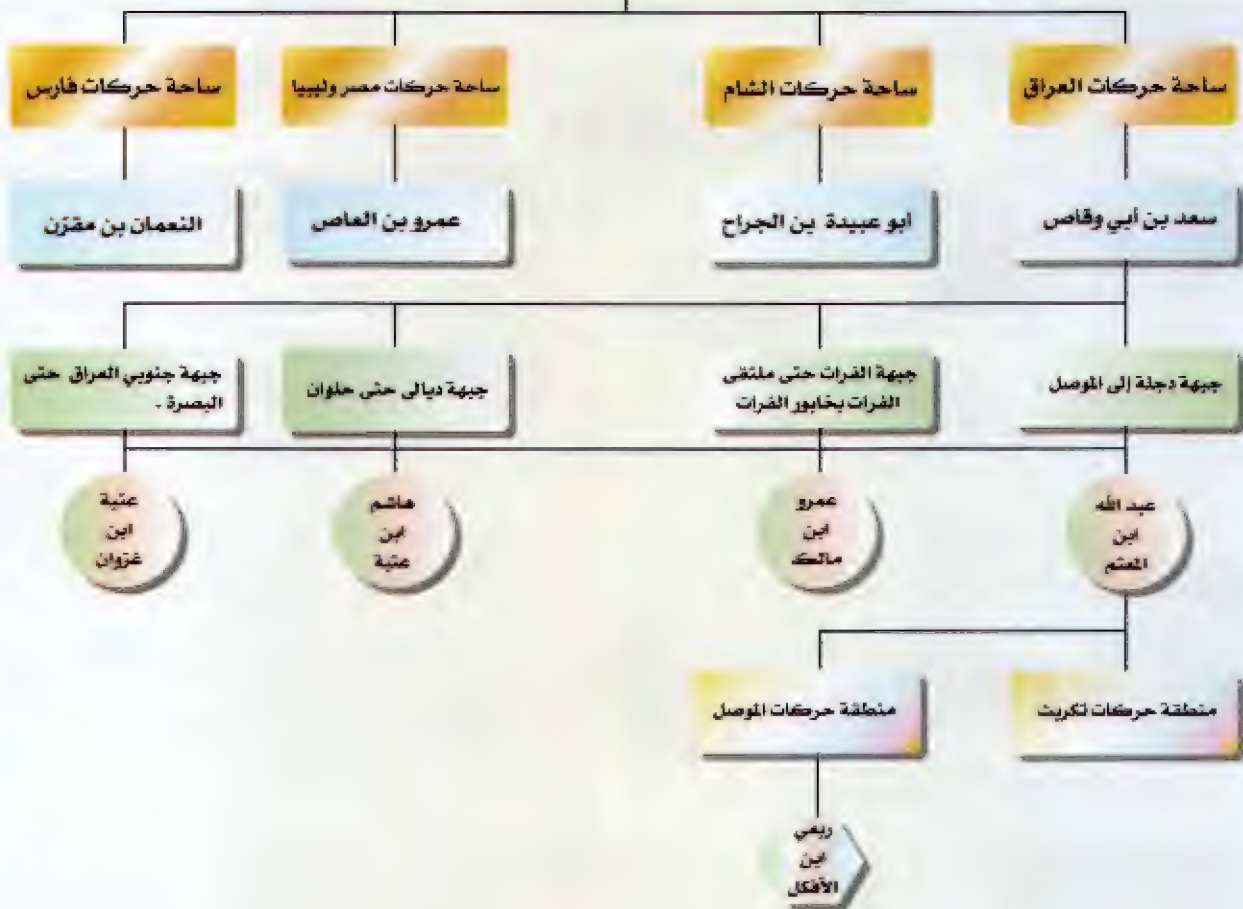 ساحة حركات العراق
ساحة حركات الشام
ساحة حركات مصر وليبيا
ساحة حركات فارس
سعد بن أبي وقاص
أبو عبيدة بن الجراح
عمرو بن العاص
النعمان بن مقرّن
جبهة دجلة إلى الموصل
جبهة الفرات حتى ملتقى
الفرات بخابور الفرات
جبهة ديالى حتى حلوان
جبهة جنوبي العراق حتى
البصرة .
عبد الله
ابن
المعتم
عمرو
ابن
مالك
هاشم
ابن
عتبة
عتبة
ابن
غزوان
منطقة حركات تكريت
منطقة حركات الموصل
ربعي
ابن
الأفكل